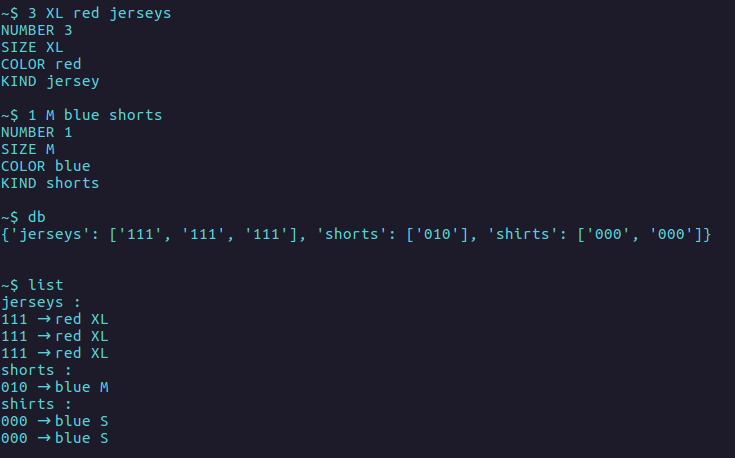 ~$ 3 XL red jerseys
NUMBER 3
SIZE XL
COLOR red
KIND jersey
~$ 1 M blue shorts
NUMBER 1
SIZE M
COLOR blue
KIND shorts
~$ db
{'jerseys': ['111', '111', '111'], 'shorts': ['010'], 'shirts': ['000', '000']}
~$ list
jerseys :
111 → red XL
111 → red XL
111 → red XL
shorts :
010 → blue M
shirts :
000 → blue S
000 → blue S